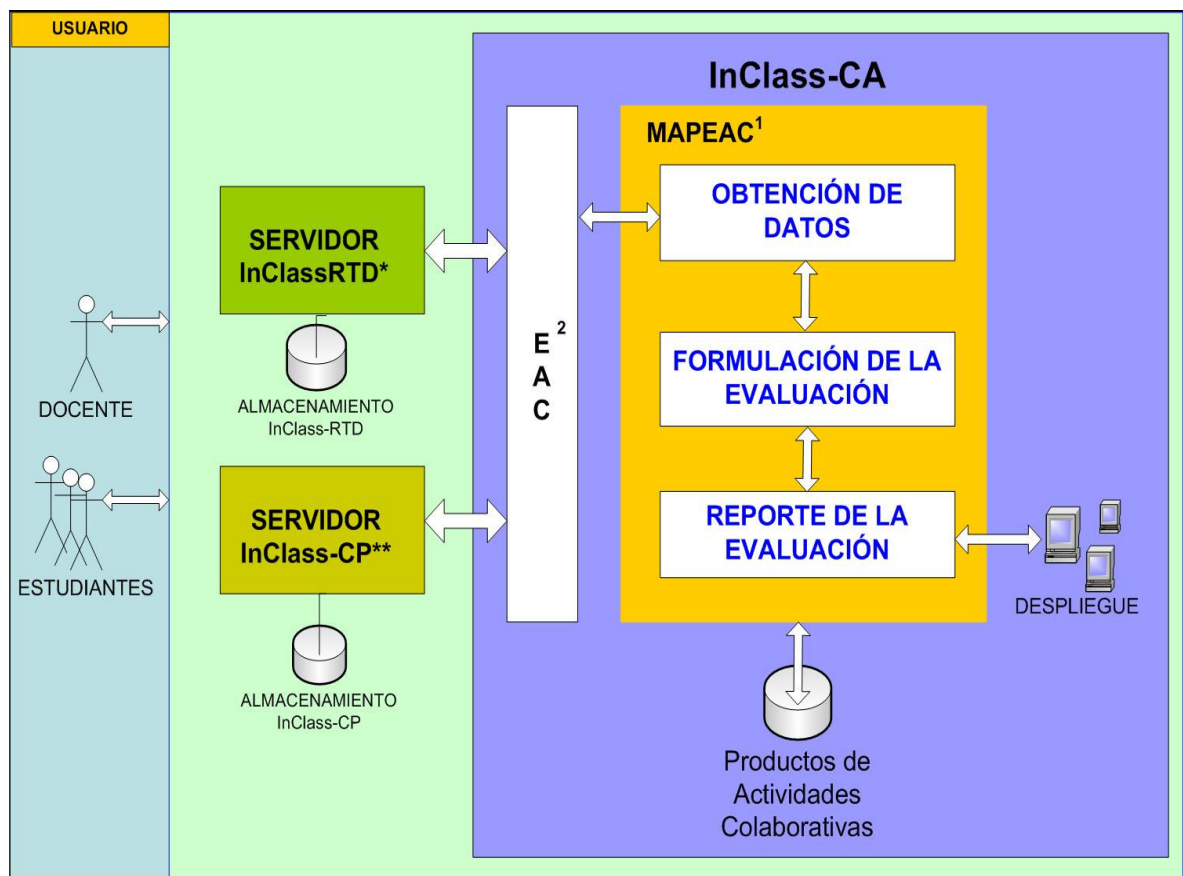 USUARIO
DOCENTE
ESTUDIANTES
SERVIDOR
InClassRTD*
ALMACENAMIENTO
InClass-RTD
SERVIDOR
InClass-CP**
ALMACENAMIENTO
InClass-CP
InClass-CA
E 2
A
C
MAPEAC1
OBTENCIÓN DE
DATOS
FORMULACIÓN DE LA
EVALUACIÓN
REPORTE DE LA
EVALUACIÓN
DESPLIEGUE
Productos de
Actividades
Colaborativas